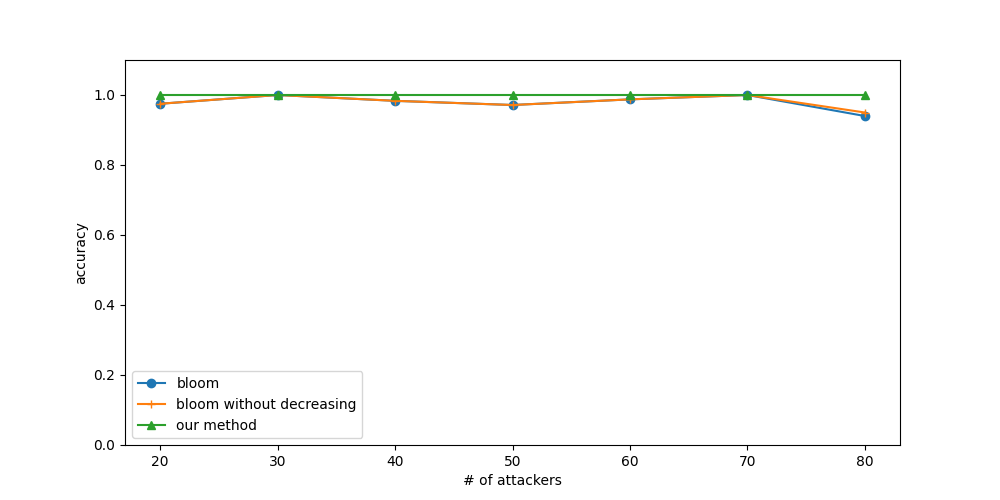 1.0
0.8
0.6
0.4
0.2
0.0
accuracy
bloom
bloom without decreasing
our method
20 30 40 50 60 70 80
# of attackers